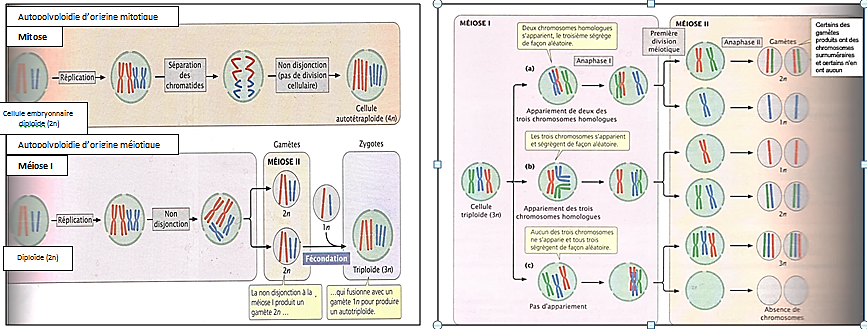 Autopolvoloidie d'orieine mitotique
Mitose
Réplication
Séparation
des
chromatides
Non disjonction
(pas de division
cellulaire)
Cellule
autotétraploïde (4n)
Cellule embryonnaire
diploïde (2n)
Autopolvoloidie d'origine méiotique
Méiose I
Gamètes
MÉIOSE II
Zygotes
Réplication
Non
disjonction
2n
1n
2n
Fécondation
Triploïde (3n)
Diploïde (2n)
La non disjonction à la
méiose I produit un
gamète 2n ...
...qui fusionne avec un
gamète 1n pour produire
un autotriploïde.
MÉIOSE I
Deux chromosomes homologues
s'apparient, le troisième ségrège
de façon aléatoire.
Première
division
méiotique
MÉIOSE II
Anaphase I
Anaphase II
Gamètes
Certains des
gamètes
produits ont des
chromosomes
surnuméraires
et certains n'en
ont aucun
(a)
Appariement de deux des
trois chromosomes homologues
2n
1n
Les trois chromosomes s'apparient
et ségrègent de façon aléatoire.
(b)
Cellule
triploïde (3n)
Appariement des trois
chromosomes homologues
1n
2n
Aucun des trois chromosomes
ne s'apparie et tous trois
ségrègent de façon aléatoire.
(c)
Pas d'appariement
3n
Absence de
chromosomes